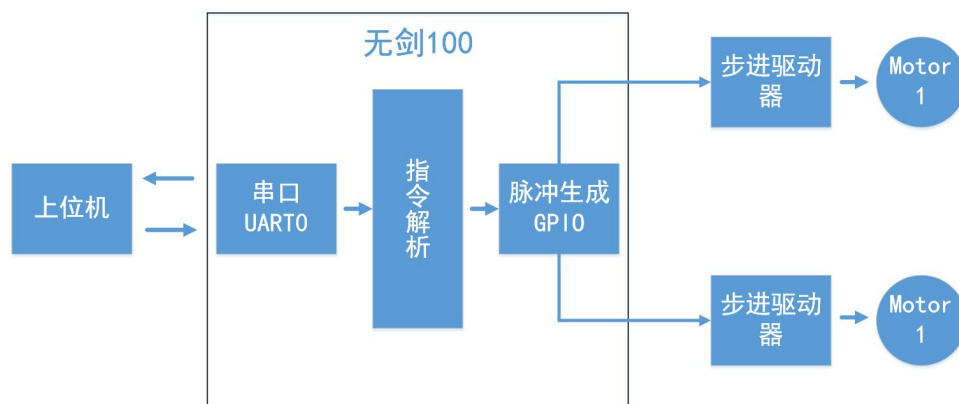 无剑100
上位机
串口
UART0
指令解析
脉冲生成
GPIO
步进驱动
器
Motor
1
步进驱动
器
Motor
1